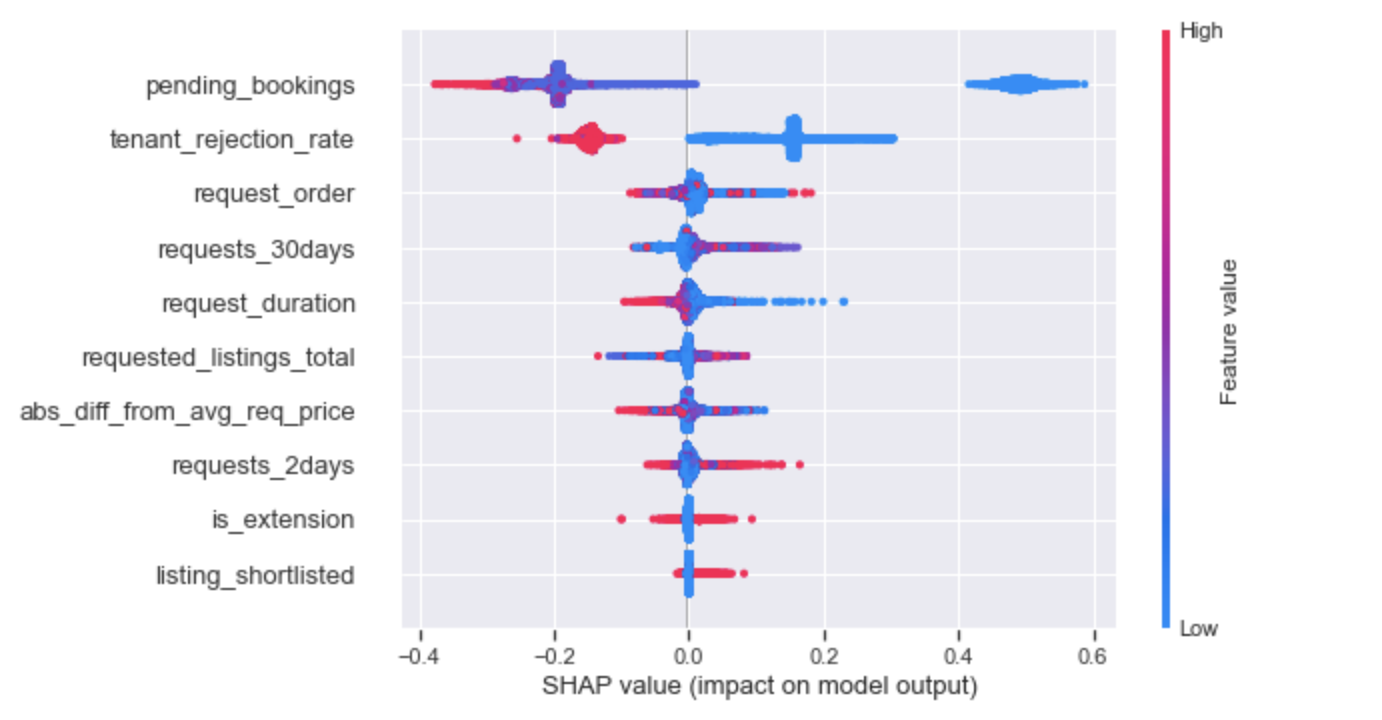 High
pending_bookings
tenant_rejection_rate
request_order
requests_30days
request_duration
requested_listings_total
abs_diff_from_avg_req_price
requests_2days
is_extension
listing_shortlisted
Feature value
Low
−0.4 −0.2 0.0 0.2 0.4 0.6
SHAP value (impact on model output)